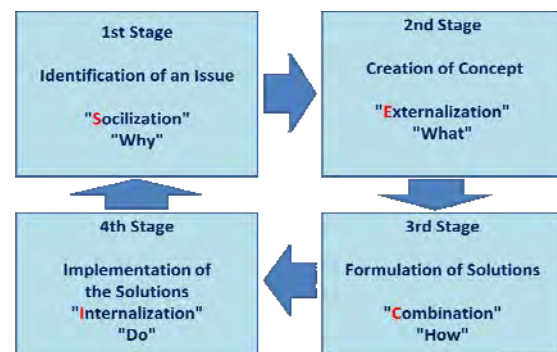 1st Stage
Identification of an Issue
"Socilization"
"Why"
2nd Stage
Creation of Concept
"Externalization"
"What"
3rd Stage
Formulation of Solutions
"Combination"
"How"
4th Stage
Implementation of
the Solutions
"Internalization"
"Do"